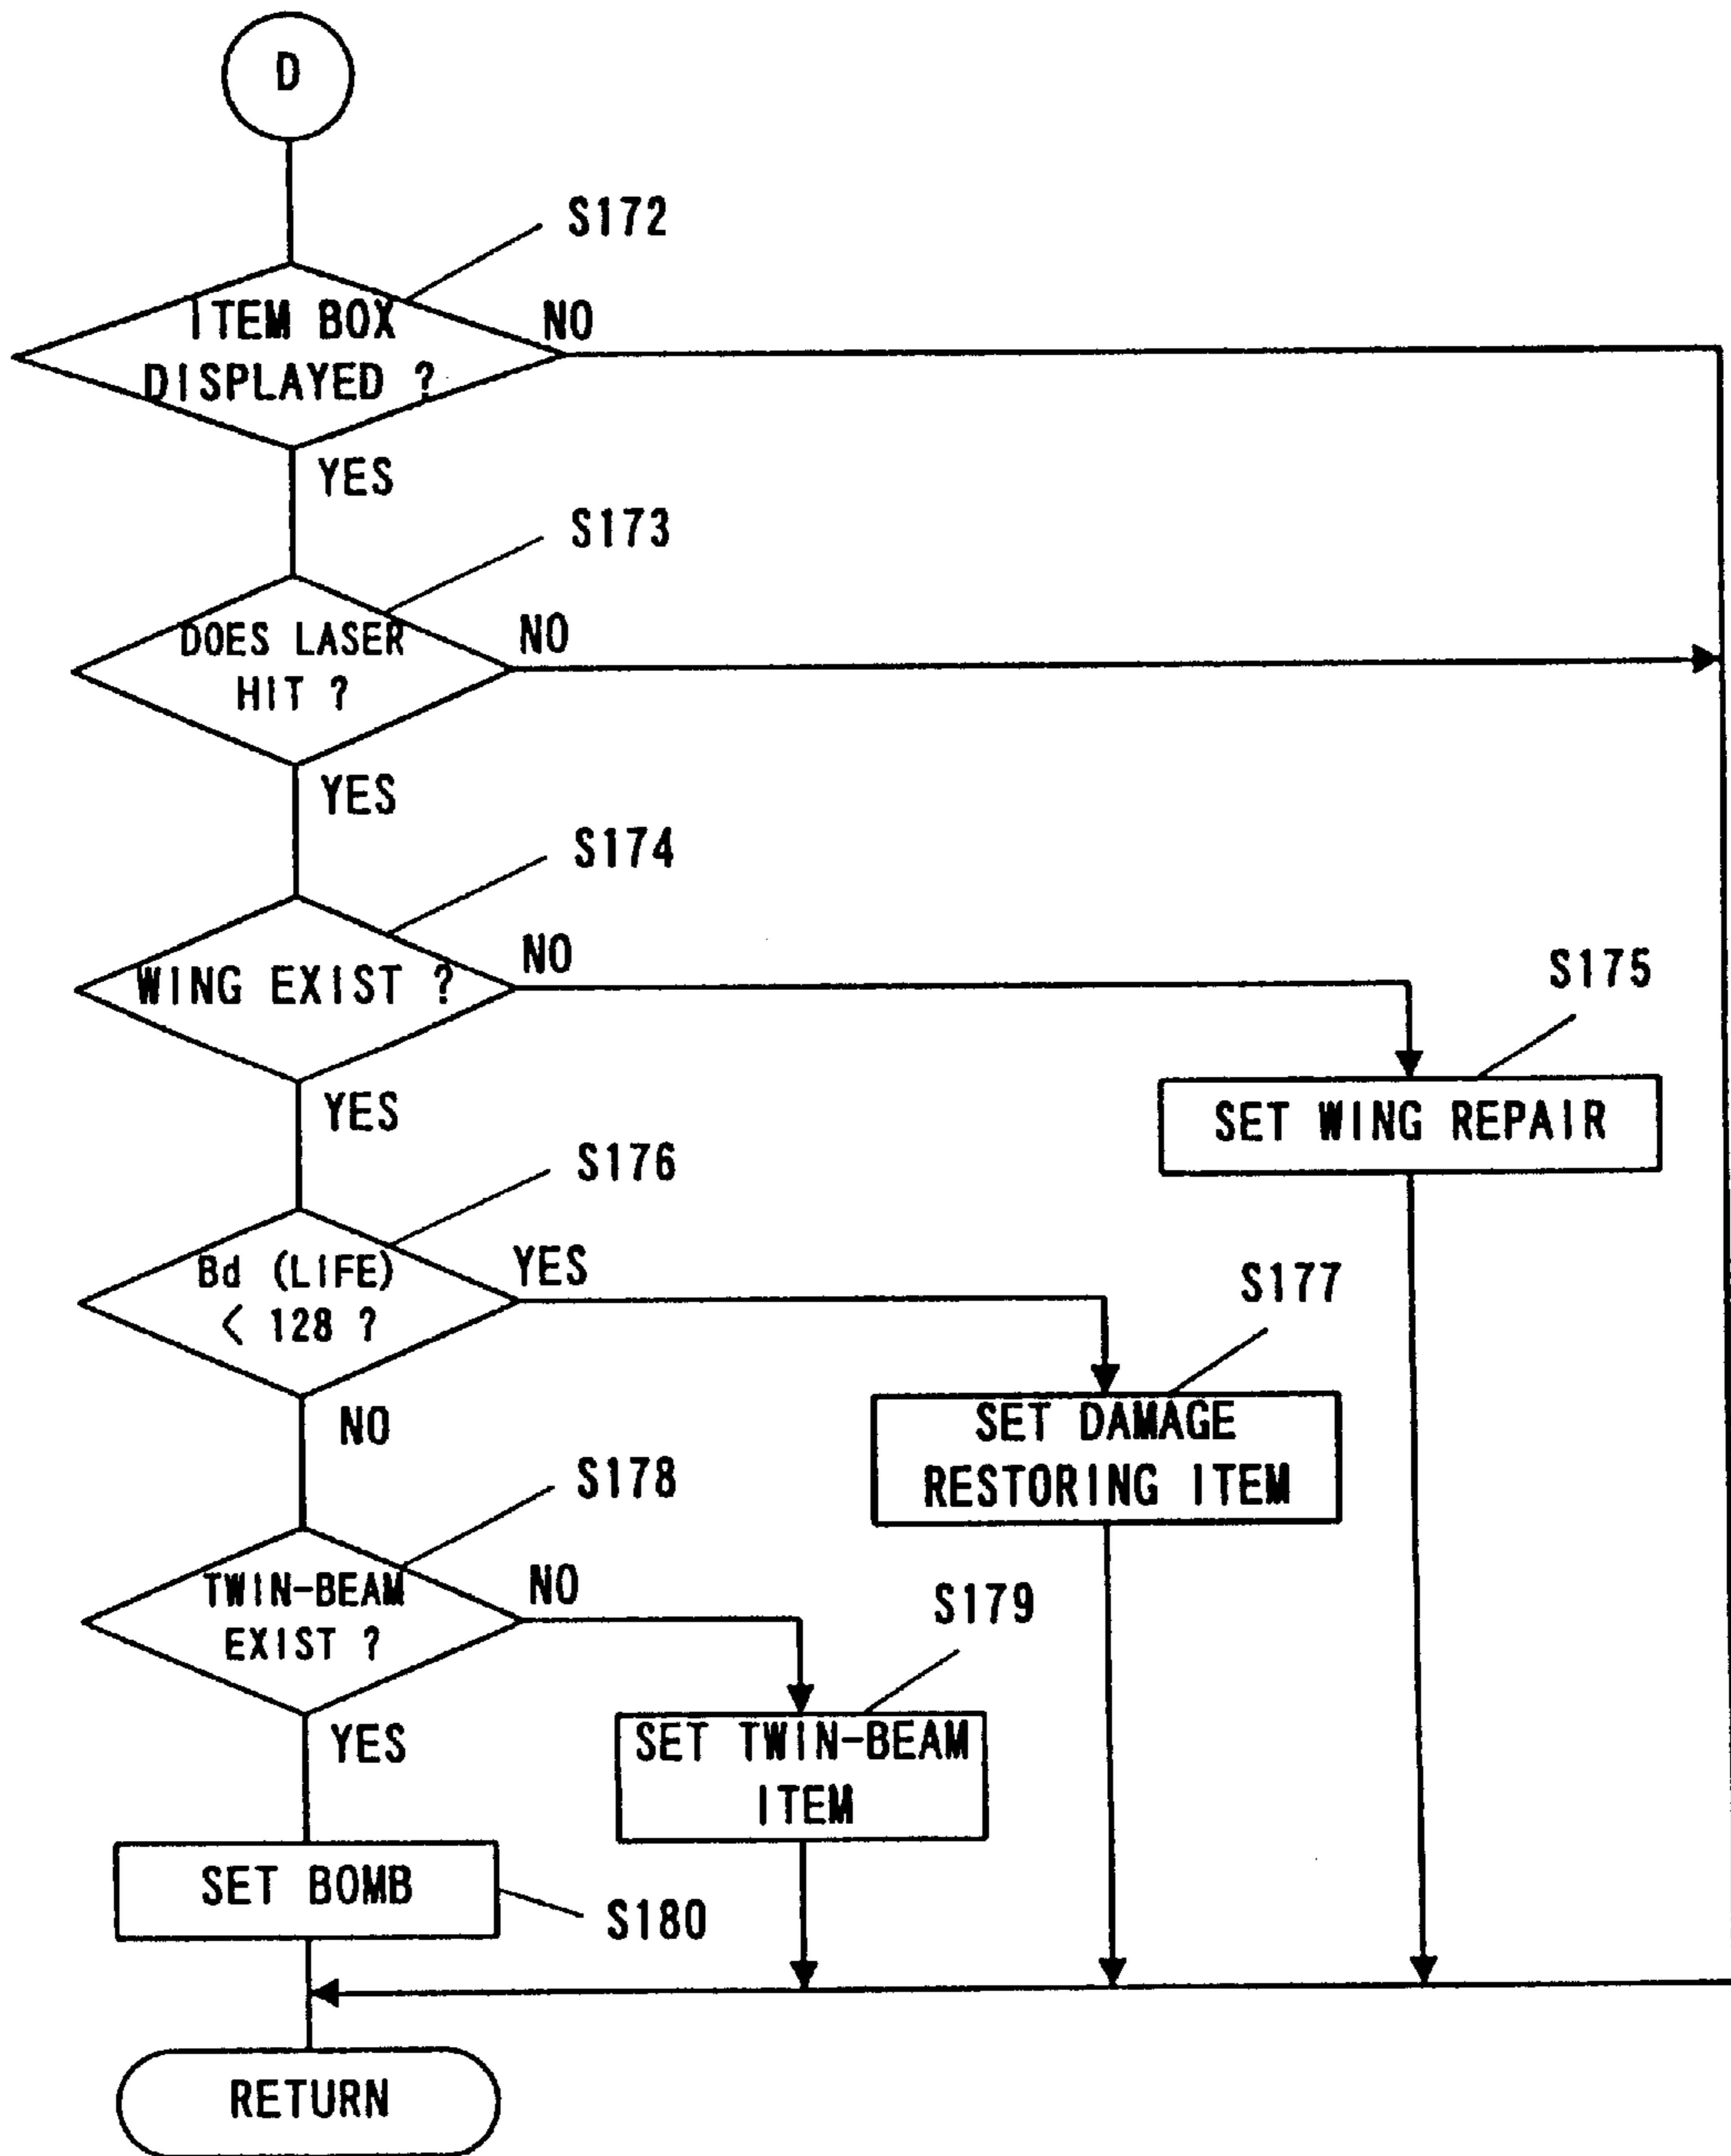 D
S172
ITEM BOX
DISPLAYED ?
NO
YES
S173
DOES LASER
HIT ?
NO
YES
S174
WING EXIST ?
NO
YES
S175
SET WING REPAIR
S176
Bd (LIFE)
< 128 ?
YES
NO
S177
SET DAMAGE
RESTORING ITEM
S178
TWIN-BEAM
EXIST ?
NO
YES
S179
SET TWIN-BEAM
ITEM
SET BOMB
S180
RETURN